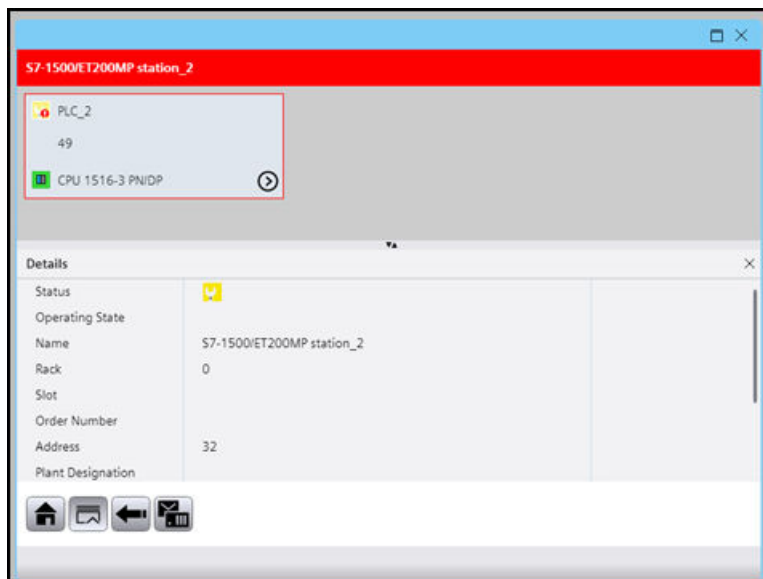 S7-1500/ET200MP station_2
PLC_2
49
CPU 1516-3 PN/DP
Details
Status
Operating State
Name S7-1500/ET200MP station_2
Rack 0
Slot
Order Number
Address 32
Plant Designation